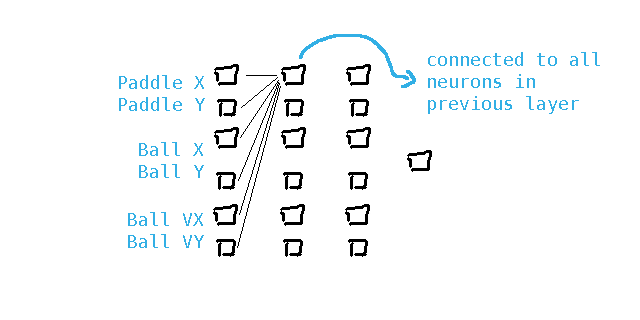 connected to all
neurons in
previous layer
Paddle X
Paddle Y
Ball X
Ball Y
Ball VX
Ball VY